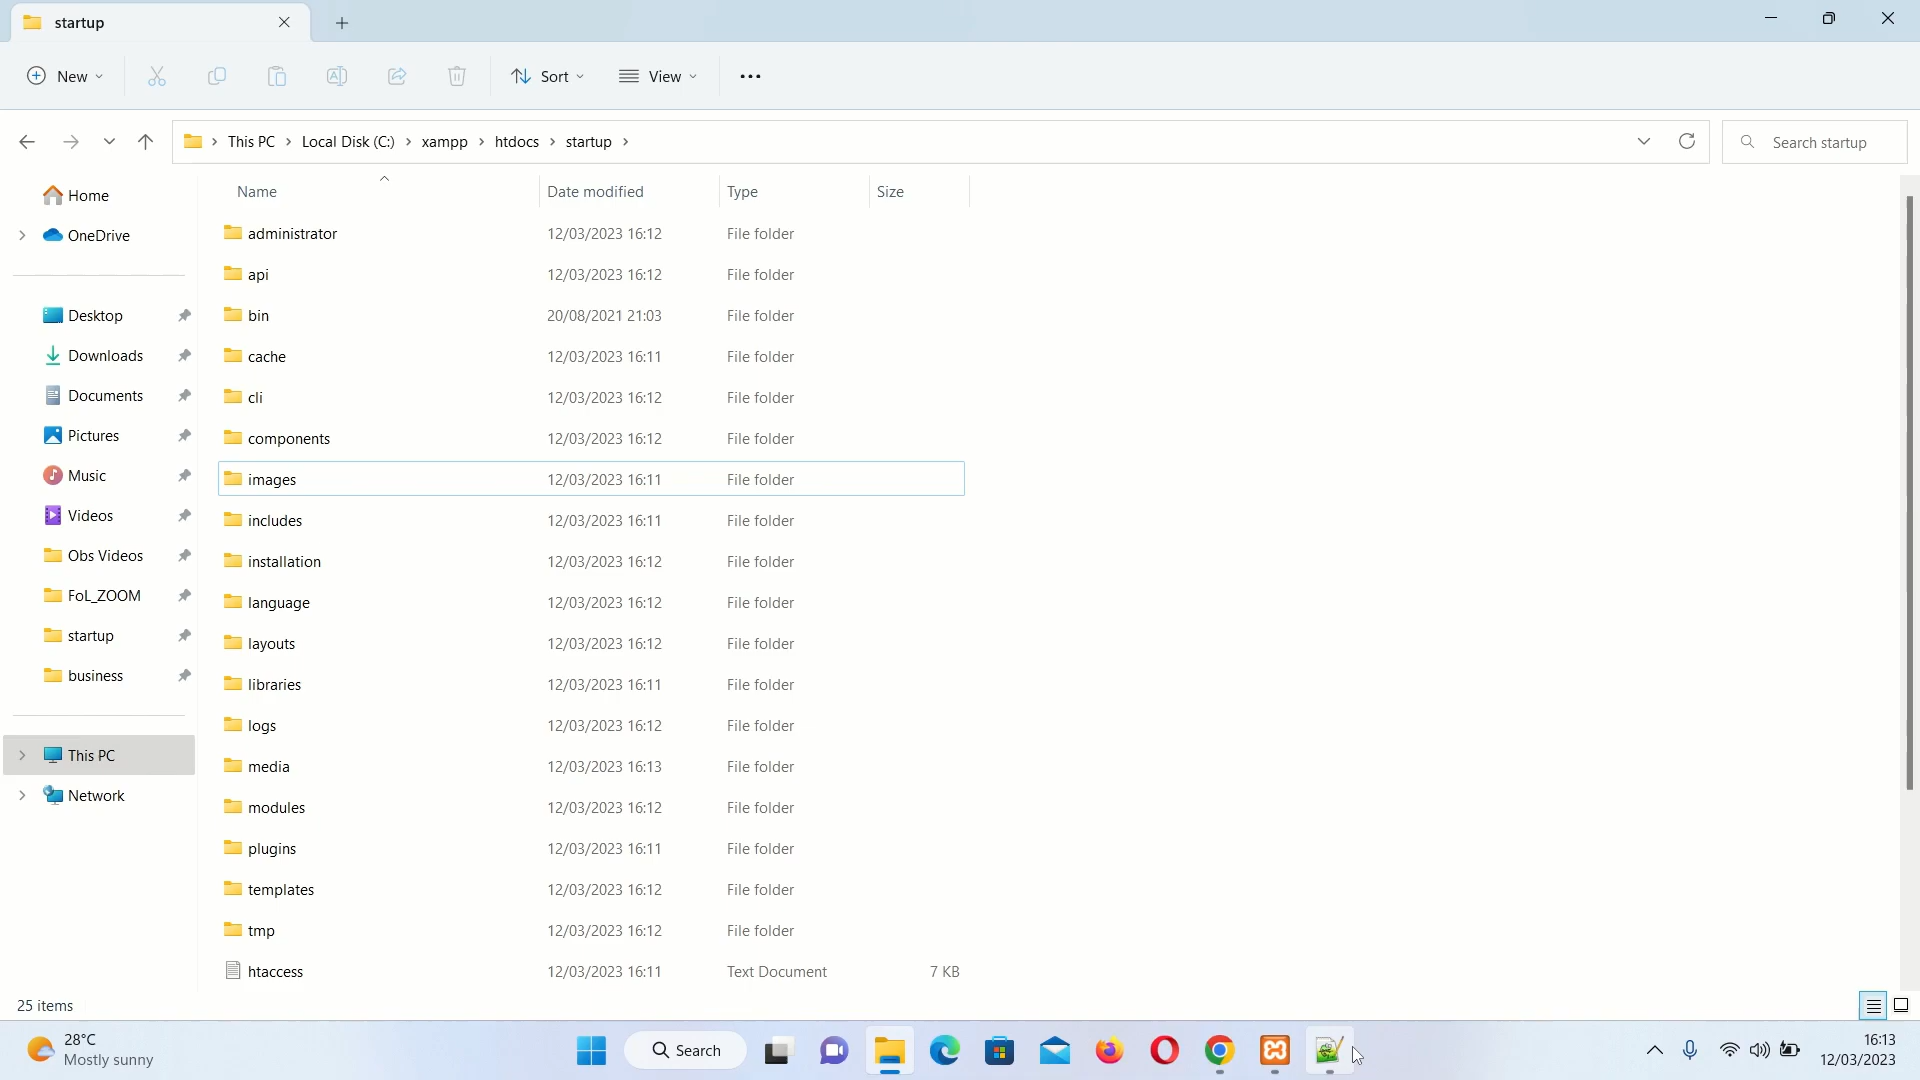 startup
New
Sort
View
This PC
Local Disk (C:)
xampp
htdocs
startup
Search startup
Home
OneDrive
Desktop
Downloads
Documents
Pictures
Music
Videos
Obs Videos
FoL_ZOOM
startup
business
This PC
Network
Name Date modified Type Size
administrator 12/03/2023 16:12 File folder
api 12/03/2023 16:12 File folder
bin 20/08/2021 21:03 File folder
cache 12/03/2023 16:11 File folder
cli 12/03/2023 16:12 File folder
components 12/03/2023 16:12 File folder
images 12/03/2023 16:11 File folder
includes 12/03/2023 16:11 File folder
installation 12/03/2023 16:12 File folder
language 12/03/2023 16:12 File folder
layouts 12/03/2023 16:12 File folder
libraries 12/03/2023 16:11 File folder
logs 12/03/2023 16:12 File folder
media 12/03/2023 16:13 File folder
modules 12/03/2023 16:12 File folder
plugins 12/03/2023 16:11 File folder
templates 12/03/2023 16:12 File folder
tmp 12/03/2023 16:12 File folder
htaccess 12/03/2023 16:11 Text Document 7 KB
25 items
28°C
Mostly sunny
Search
16:13
12/03/2023